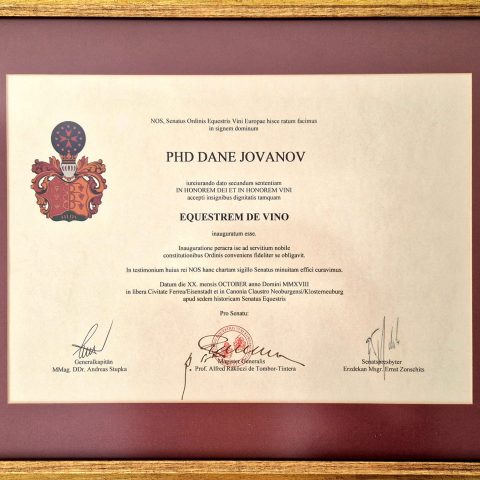 NOS, Senatus Ordinis Equestris Vini Europae hisce ratum facimus
in signem dominum
PHD DANE JOVANOV
iureiurando dato secundum sententiam
IN HONOREM DEI ET IN HONOREM VINI
accepti insignibus dignitatis tamquam
EQUESTREM DE VINO
inauguratum esse.
Inauguratione peracta ise ad servitium nobile
constitutionibus Ordinis conveniens fideliter se obligavit.
In testimonium huius rei NOS hanc chartam sigillo Senatus minuitam effici curavimus.
Datum die XX. mensis OCTOBER anno Domini MMXVIII
in libera Civitate Ferrea/Eisenstadt et in Canonia Claustro Neoburgensi/Klosterneuburg
apud sedem historicam Senatus Equestris
Pro Senatu:
Generalkapitän
MMag. DDr. Andreas Stupka
Magister Generalis
Prof. Alfred Rákóczi de Tombor-Tintera
Senatspresbyter
Erzdekan Msgr. Ernst Zonschits